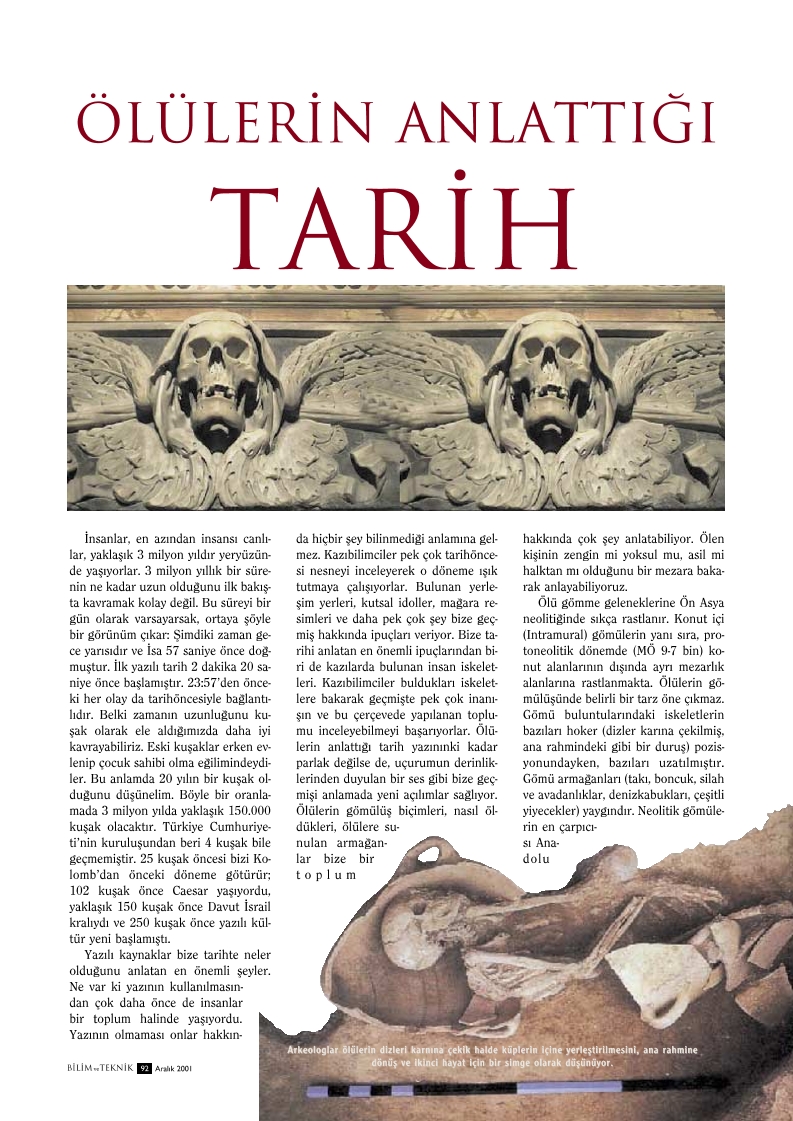 ÖLÜLERİN ANLATTIĞI
TARİH
İnsanlar, en azından insansı canlı-
lar, yaklaşık 3 milyon yıldır yeryüzün-
de yaşıyorlar. 3 milyon yıllık bir süre-
nin ne kadar uzun olduğunu ilk bakış-
ta kavramak kolay değil. Bu süreyi bir
gün olarak varsayarsak, ortaya şöyle
bir görünüm çıkar: Şimdiki zaman ge-
ce yarısıdır ve İsa 57 saniye önce doğ-
muştur. İlk yazılı tarih 2 dakika 20 sa-
niye önce başlamıştır. 23:57'den önce-
ki her olay da tarihöncesiyle bağlantı-
lıdır. Belki zamanın uzunluğunu ku-
şak olarak ele aldığımızda daha iyi
kavrayabiliriz. Eski kuşaklar erken ev-
lenip çocuk sahibi olma eğilimindeydi-
ler. Bu anlamda 20 yılın bir kuşak ol-
duğunu düşünelim. Böyle bir oranla-
mada 3 milyon yılda yaklaşık 150.000
kuşak olacaktır. Türkiye Cumhuriye-
ti'nin kuruluşundan beri 4 kuşak bile
geçmemiştir. 25 kuşak öncesi bizi Ko-
lomb'dan önceki döneme götürür;
102 kuşak önce Caesar yaşıyordu,
yaklaşık 150 kuşak önce Davut İsrail
kralıydı ve 250 kuşak önce yazılı kül-
tür yeni başlamıştı.
Yazılı kaynaklar bize tarihte neler
olduğunu anlatan en önemli şeyler.
Ne var ki yazının kullanılmasın-
dan çok daha önce de insanlar
bir toplum halinde yaşıyordu.
Yazının olmaması onlar hakkın-
da hiçbir şey bilinmediği anlamına gel-
mez. Kazıbilimciler pek çok tarihönce-
si nesneyi inceleyerek o döneme ışık
tutmaya çalışıyorlar. Bulunan yerle-
şim yerleri, kutsal idoller, mağara re-
simleri ve daha pek çok şey bize geç-
miş hakkında ipuçları veriyor. Bize ta-
rihi anlatan en önemli ipuçlarından bi-
ri de kazılarda bulunan insan iskelet-
leri. Kazıbilimciler buldukları iskelet-
lere bakarak geçmişte pek çok inanı-
şın ve bu çerçevede yapılanan toplu-
mu inceleyebilmeyi başarıyorlar. Ölü-
lerin anlattığı tarih yazınınki kadar
parlak değilse de, uçurumun derinlik-
lerinden duyulan bir ses gibi bize geç-
mişi anlamada yeni açılımlar sağlıyor.
Ölülerin gömülüş biçimleri, nasıl öl-
dükleri, ölülere su-
nulan armağan-
lar bize bir
toplum
hakkında çok şey anlatabiliyor. Ölen
kişinin zengin mi yoksul mu, asil mi
halktan mı olduğunu bir mezara baka-
rak anlayabiliyoruz.
Ölü gömme geleneklerine Ön Asya
neolitiğinde sıkça rastlanır. Konut içi
(Intramural) gömülerin yanı sıra, pro-
toneolitik dönemde (MÖ 9-7 bin) ko-
nut alanlarının dışında ayrı mezarlık
alanlarına rastlanmakta. Ölülerin gö-
mülüşünde belirli bir tarz öne çıkmaz.
Gömü buluntularındaki iskeletlerin
bazıları hoker (dizler karına çekilmiş,
ana rahmindeki gibi bir duruş) pozis-
yonundayken, bazıları uzatılmıştır.
Gömü armağanları (takı, boncuk, silah
ve avadanlıklar, denizkabukları, çeşitli
yiyecekler) yaygındır. Neolitik gömüle-
rin en çarpıcı-
sı Ana-
dolu
Arkeologlar ölülerin dizleri karnına çekik halde küplerin içine yerleştirilmesini, ana rahmine
dönüş ve ikinci hayat için bir simge olarak düşünüyor.
BİLİM ve TEKNİK 92 Aralık 2001